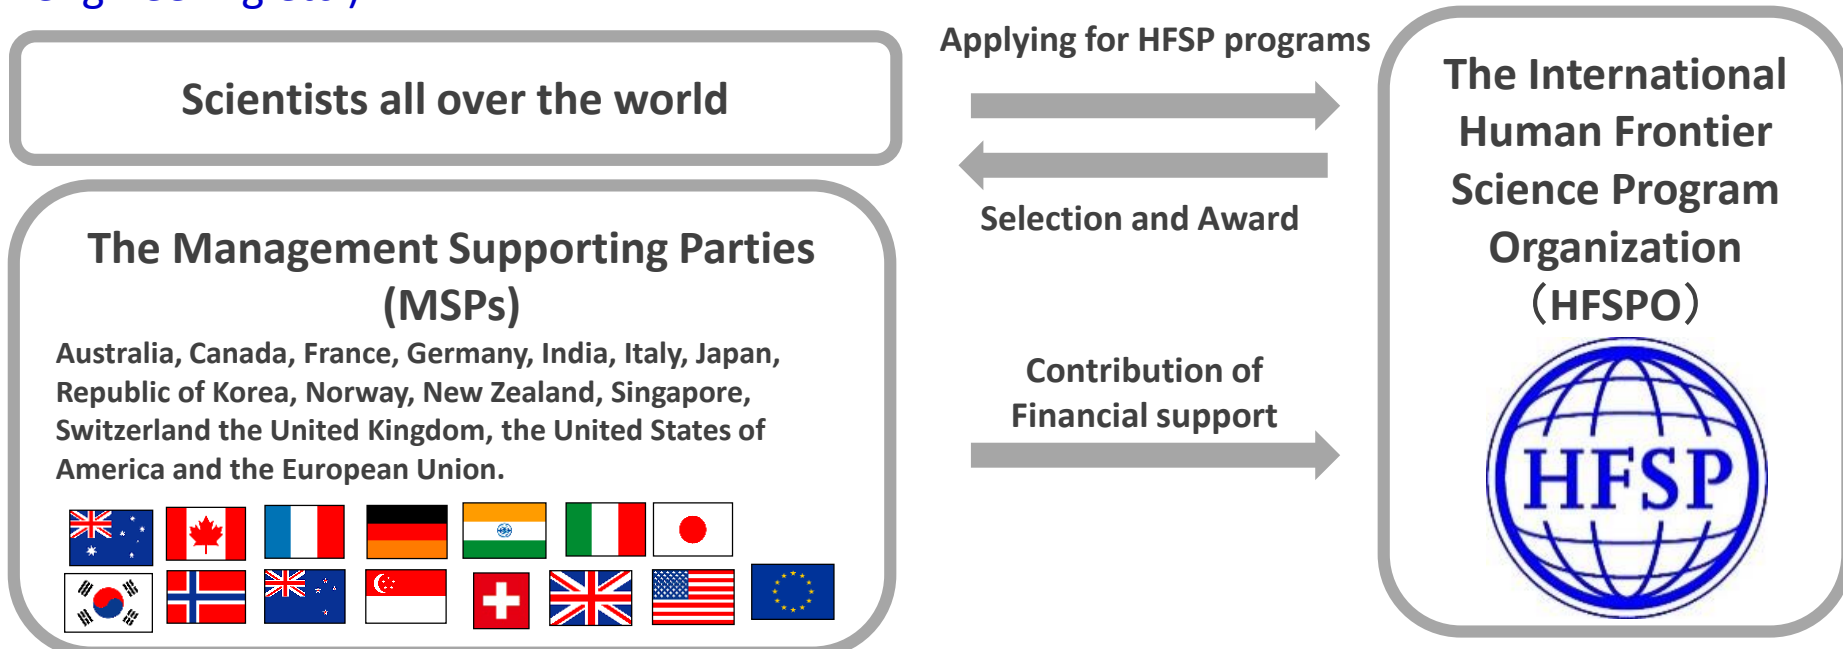 Scientists all over the world
Applying for HFSP programs
Selection and Award
The Management Supporting Parties
(MSPs)
Australia, Canada, France, Germany, India, Italy, Japan,
Republic of Korea, Norway, New Zealand, Singapore,
Switzerland the United Kingdom, the United States of
America and the European Union.
Contribution of
Financial support
The International
Human Frontier
Science Program
Organization
（HFSPO）
HFSP